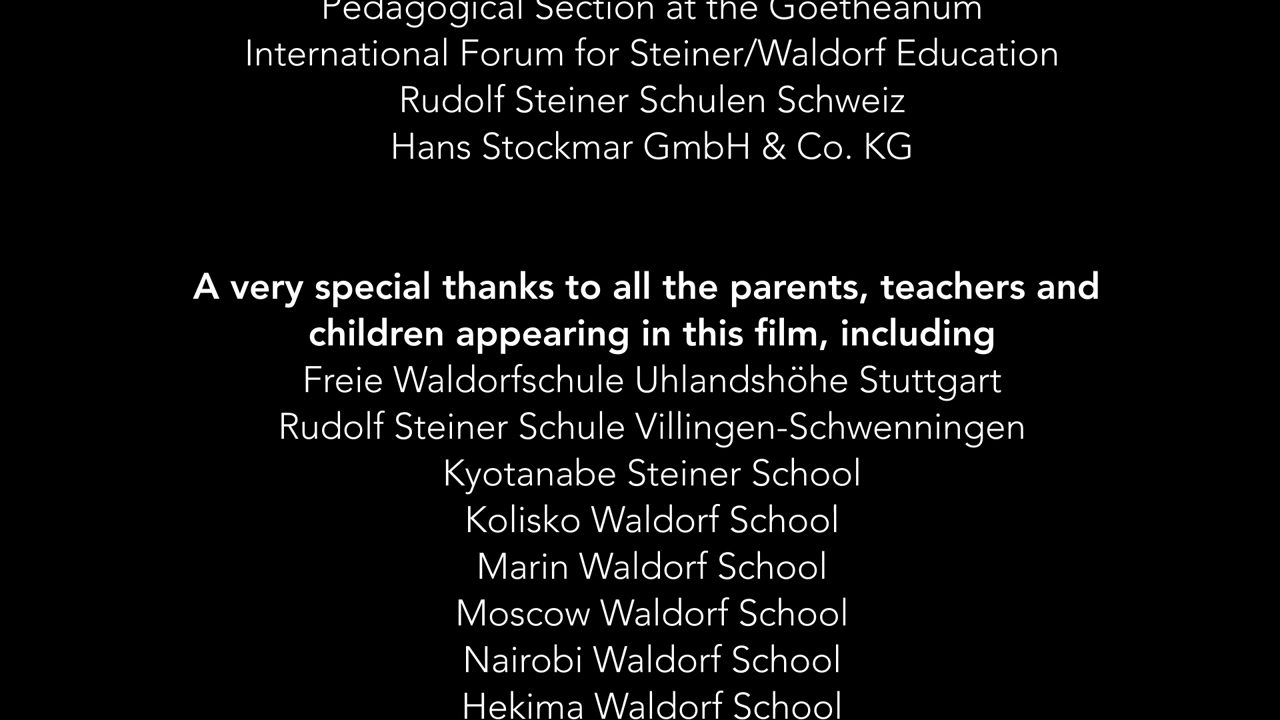 Pedagogical Section at the Goetheanum
International Forum for Steiner/Waldorf Education
Rudolf Steiner Schulen Schweiz
Hans Stockmar GmbH & Co. KG
A very special thanks to all the parents, teachers and
children appearing in this film, including
Freie Waldorfschule Uhlandshöhe Stuttgart
Rudolf Steiner Schule Villingen-Schwenningen
Kyotanabe Steiner School
Kolisko Waldorf School
Marin Waldorf School
Moscow Waldorf School
Nairobi Waldorf School
Hekima Waldorf School